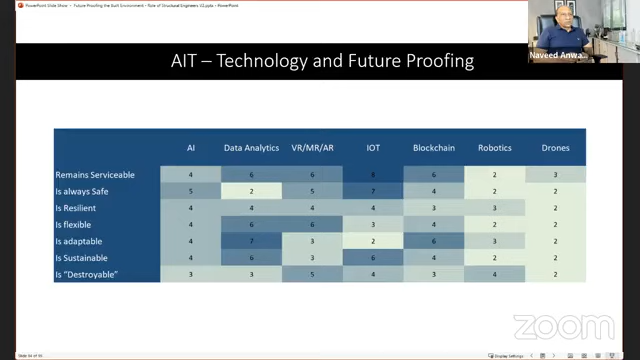 PowerPoint Slide Show - Future Proofing the Built Environment - Role of Structural Engineers V2.pptx - PowerPoint
Naveed Anwa...
AIT – Technology and Future Proofing
AI Data Analytics VR/MR/AR IOT Blockchain Robotics Drones
Remains Serviceable 4 6 6 8 6 2 3
Is always Safe 5 2 5 7 4 2 2
Is Resilient 4 4 4 4 3 3 2
Is flexible 4 6 6 3 4 2 2
Is adaptable 4 7 3 2 6 3 2
Is Sustainable 4 6 3 6 4 2 2
Is “Destroyable” 3 3 5 4 3 4 2
zoom
Display Settings